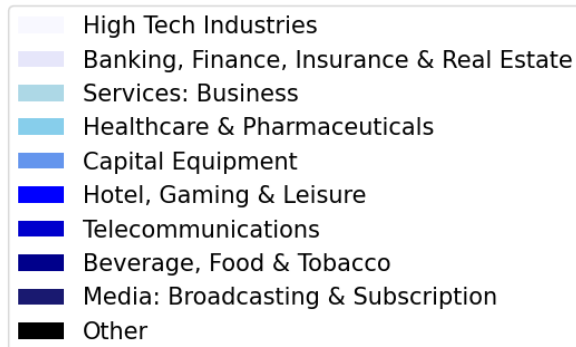 High Tech Industries
Banking, Finance, Insurance & Real Estate
Services: Business
Healthcare & Pharmaceuticals
Capital Equipment
Hotel, Gaming & Leisure
Telecommunications
Beverage, Food & Tobacco
Media: Broadcasting & Subscription
Other